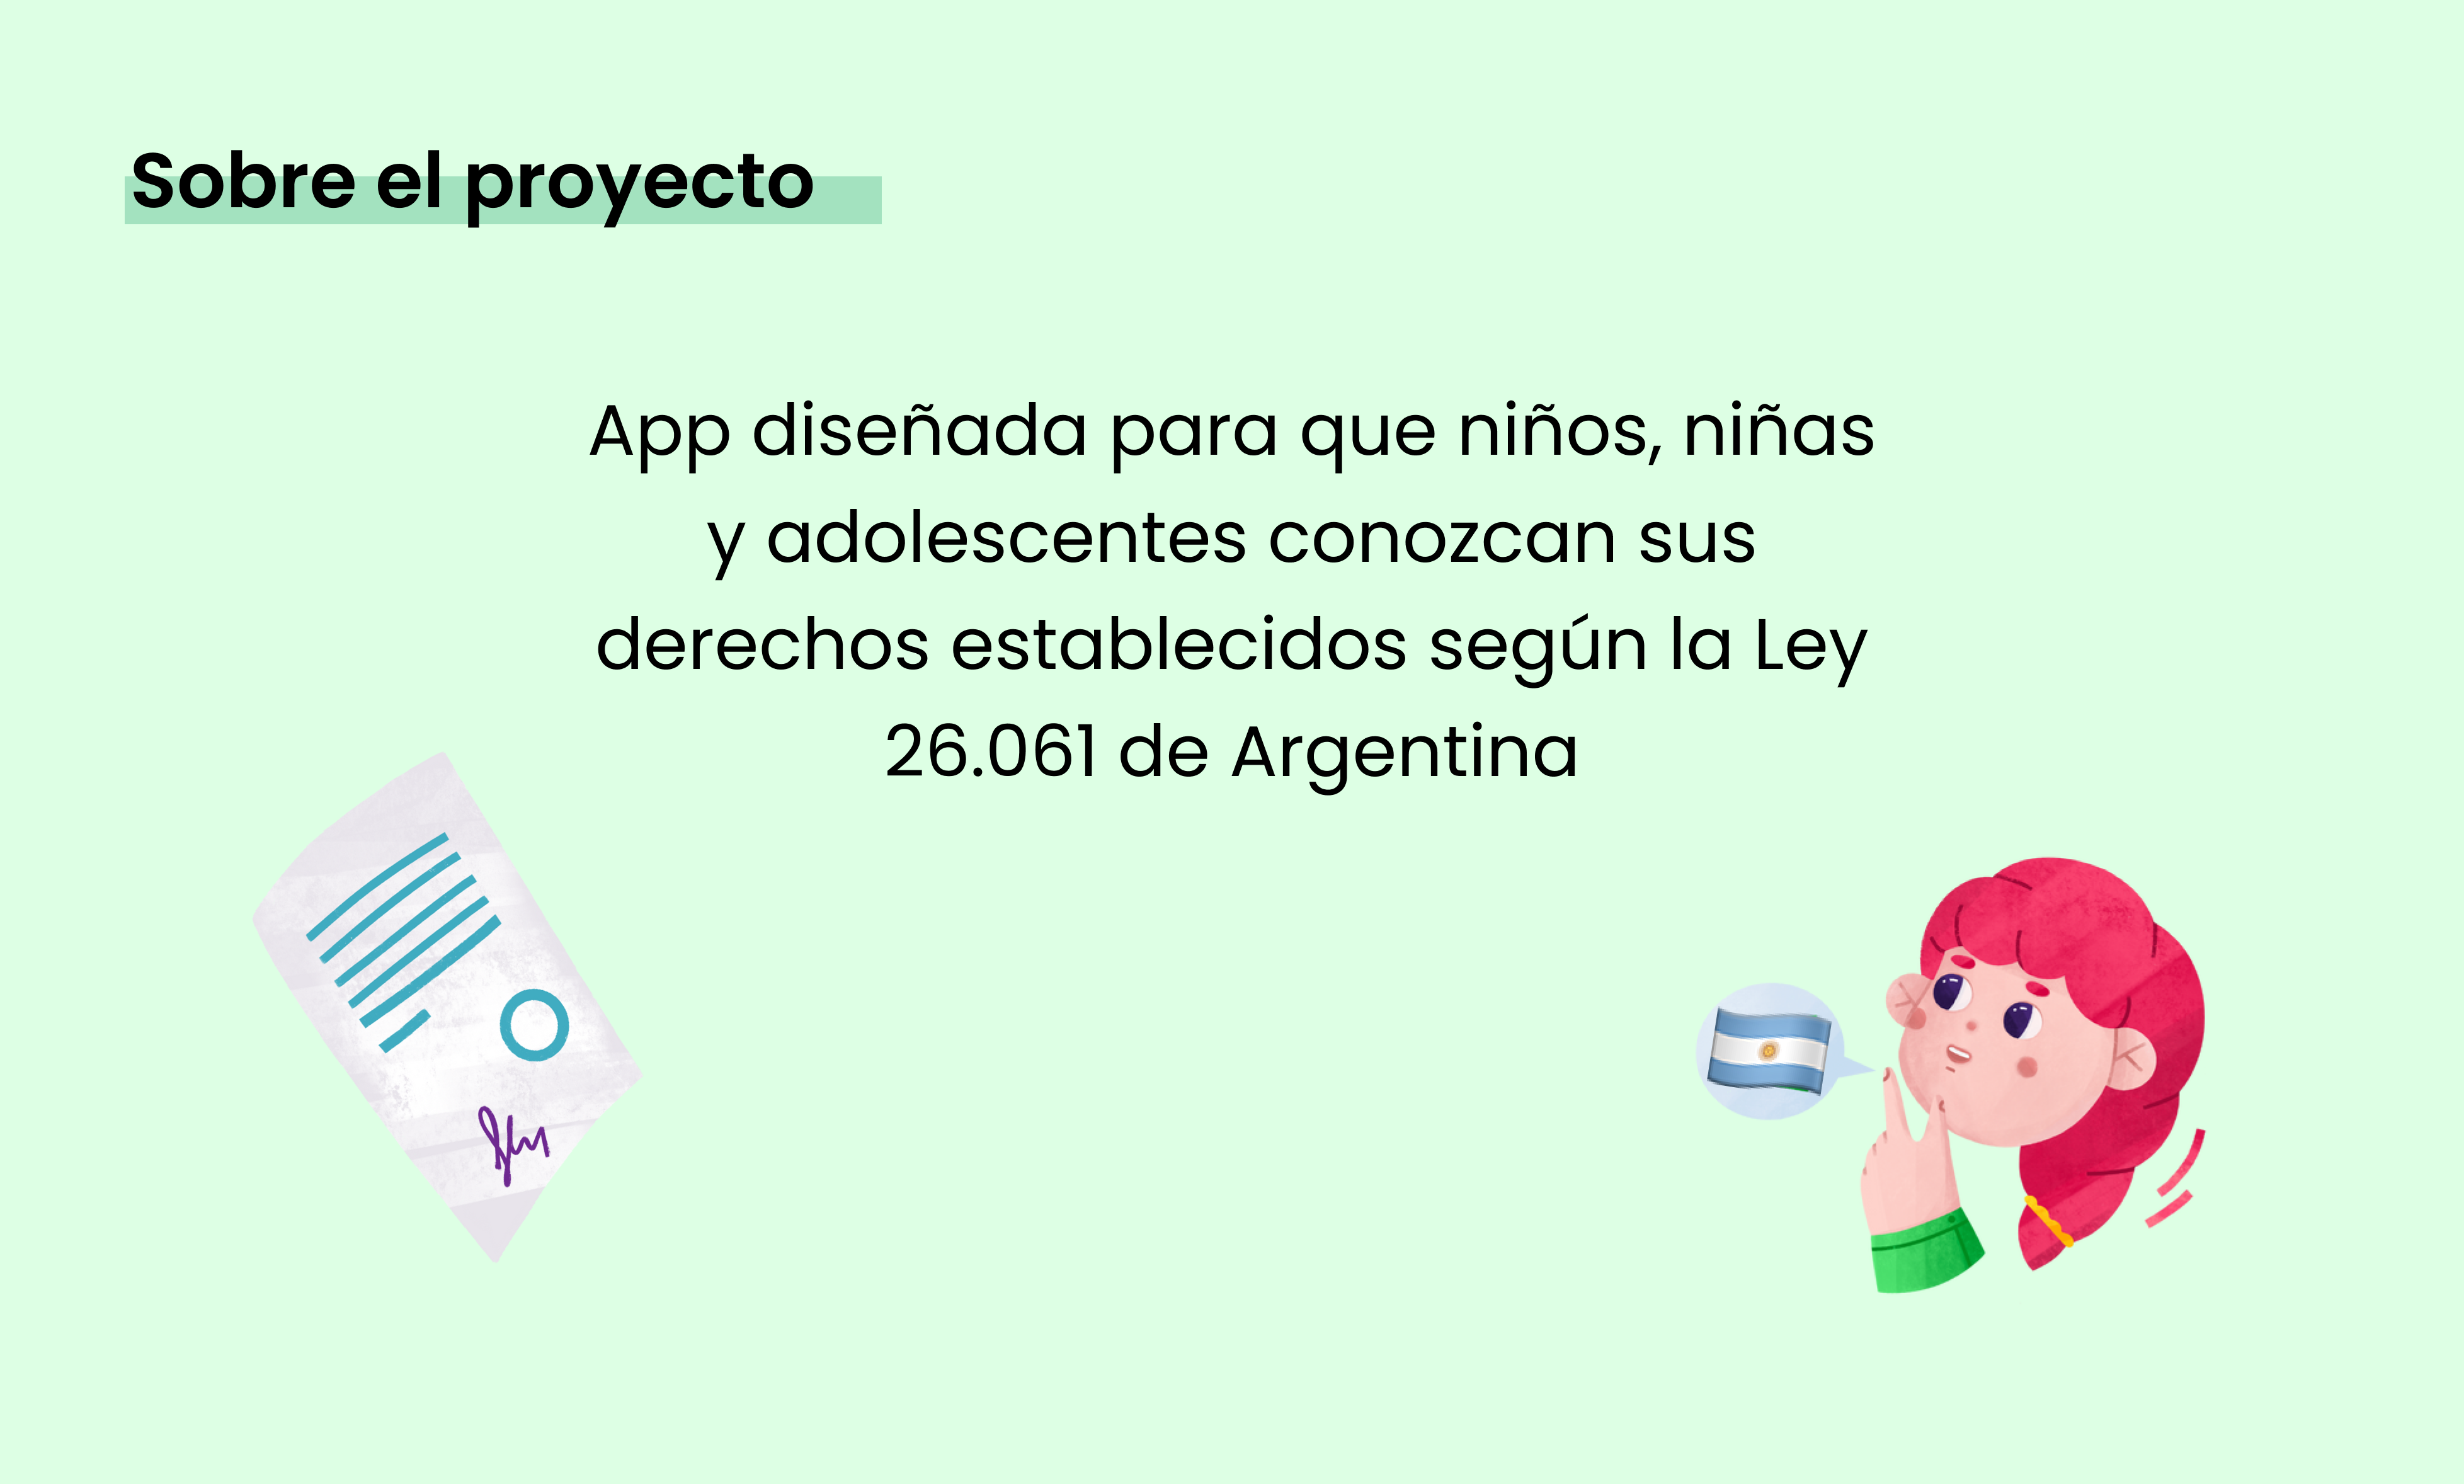 Sobre el proyecto
App diseñada para que niños, niñas
y adolescentes conozcan sus
derechos establecidos según la Ley
26.061 de Argentina